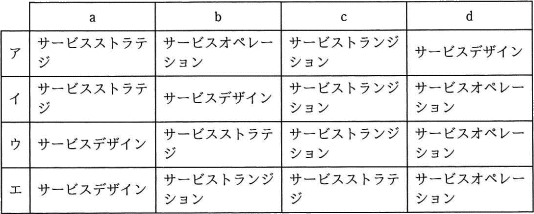 a b c d
ア サービスストラテジ サービスオペレーション サービストランジション サービスデザイン
イ サービスストラテジ サービスデザイン サービストランジション サービスオペレーション
ウ サービスデザイン サービスストラテジ サービストランジション サービスオペレーション
エ サービスデザイン サービストランジション サービスストラテジ サービスオペレーション